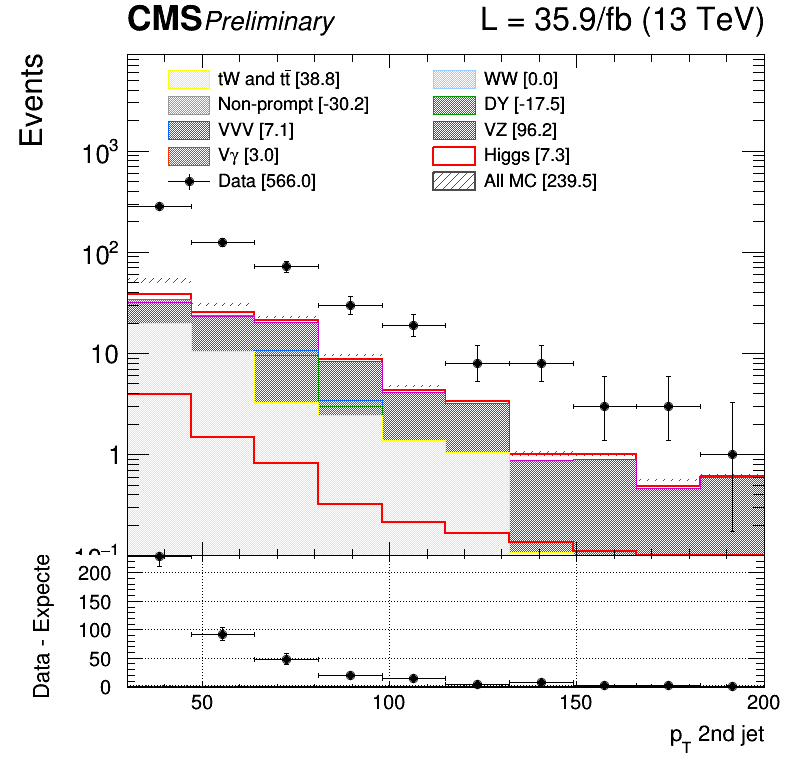 CMS Preliminary L = 35.9/fb (13 TeV)
Events
tW and tt̄ [38.8] WW [0.0]
Non-prompt [-30.2] DY [-17.5]
VVV [7.1] VZ [96.2]
Vγ [3.0] Higgs [7.3]
Data [566.0] All MC [239.5]
10³
10²
10
1
10⁻¹
Data - Expecte
200
150
100
50
0
50 100 150 200
p_T 2nd jet